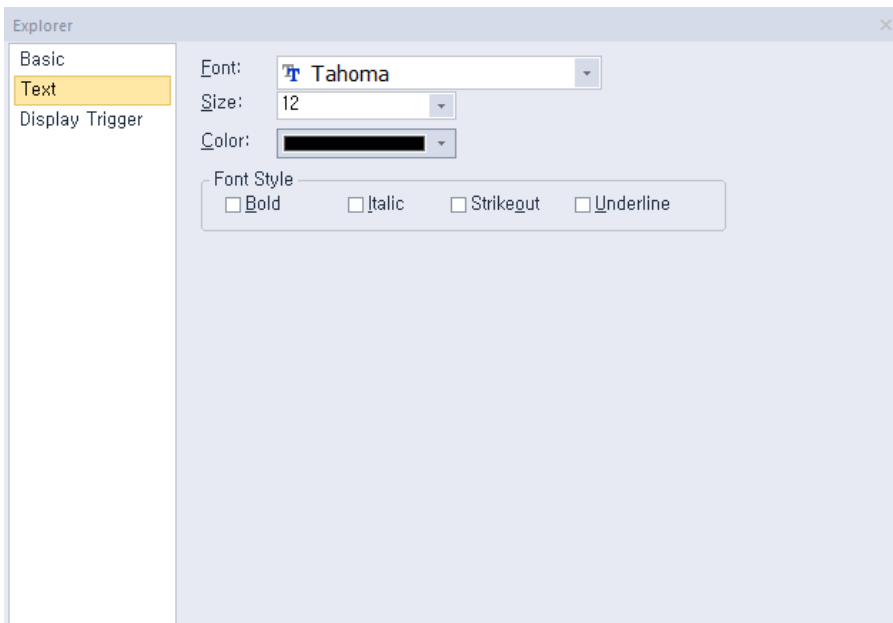 Explorer
Basic
Text
Display Trigger
Font: Tahoma
Size: 12
Color:
Font Style
Bold Italic Strikeout Underline